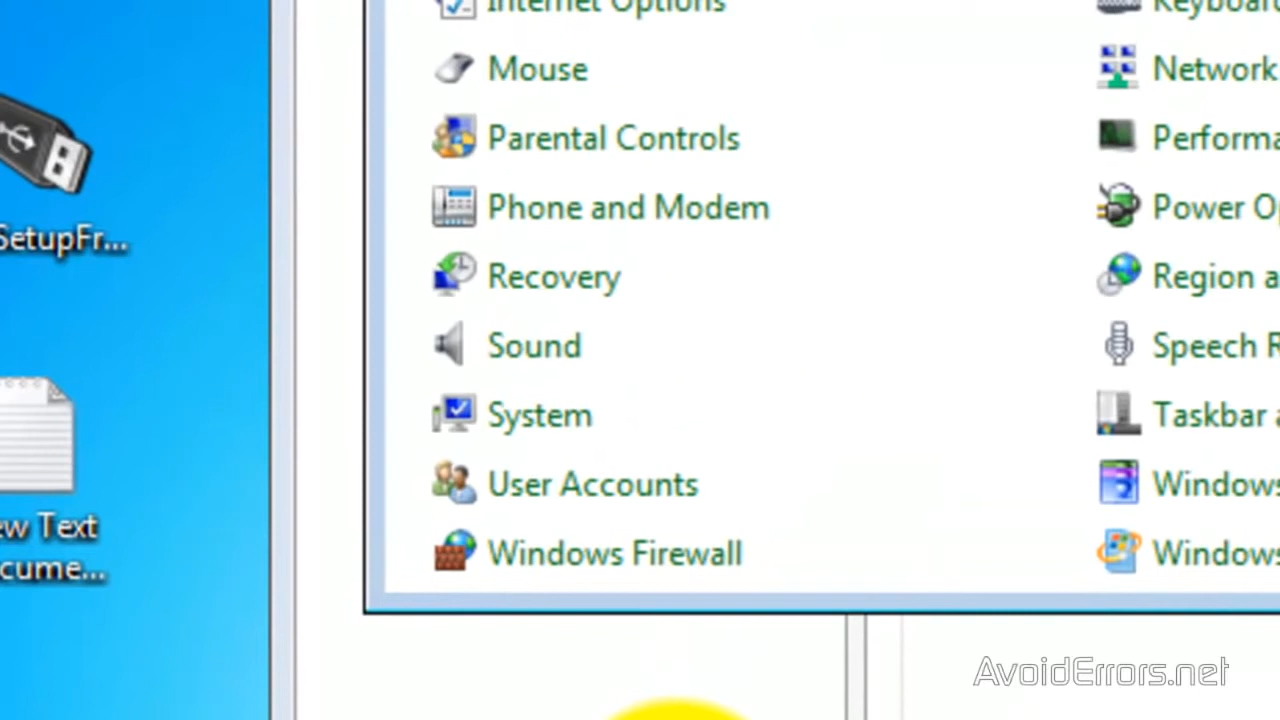 Internet Options
Keyboard
Mouse
Network
Parental Controls
Performa
Phone and Modem
Power Op
Recovery
Region a
Sound
Speech R
System
Taskbar a
User Accounts
Windows
Windows Firewall
Windows
SetupFr...
ew Text
cume...
AvoidErrors.net